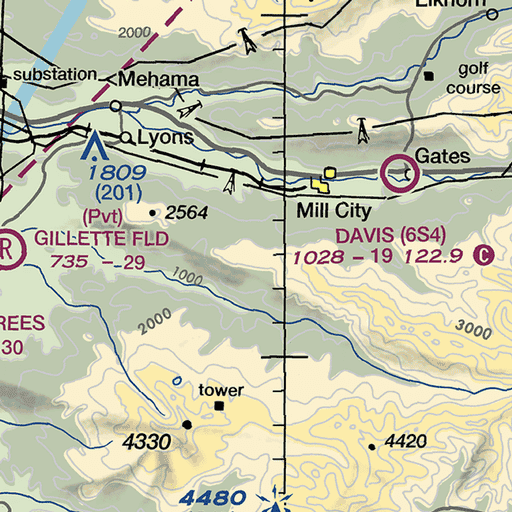 Elkhorn
2000
substation
Mehama
golf
course
Lyons
Gates
1809
(201)
(Pvt)
2564
Mill City
R
GILLETTE FLD
735 - 29
DAVIS (6S4)
1028 - 19 122.9 C
1000
2000
3000
REES
30
tower
4330
4420
4480